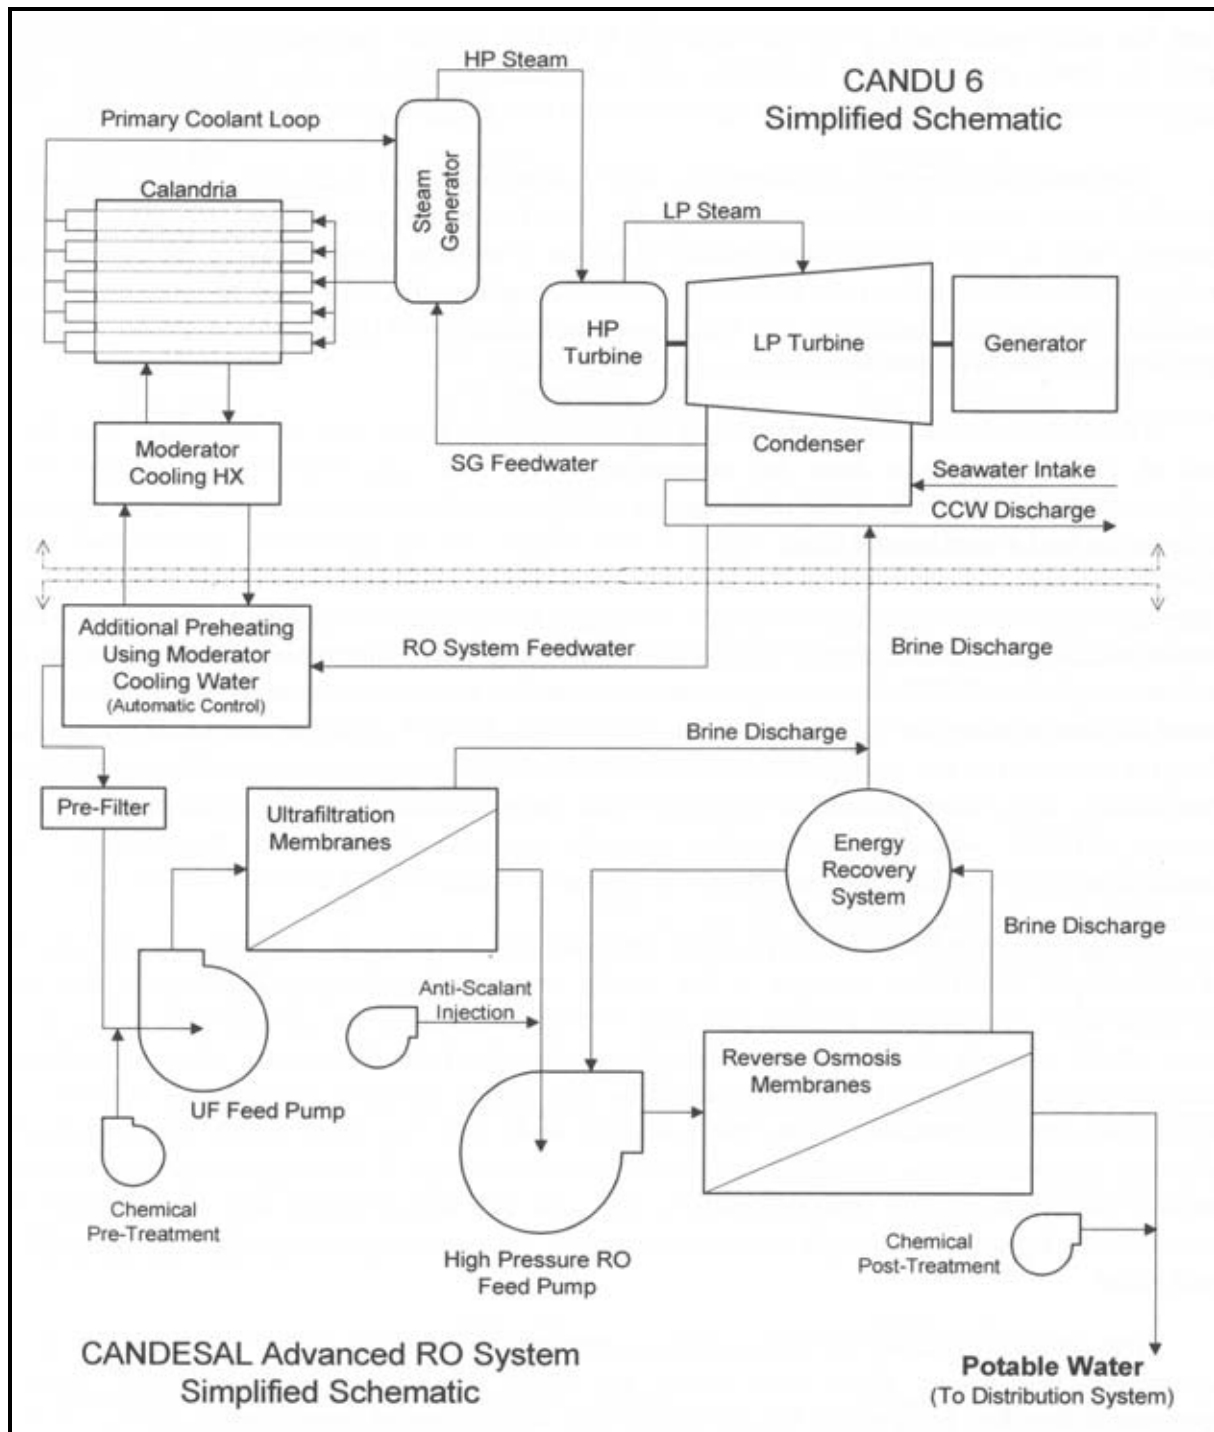 HP Steam
CANDU 6
Simplified Schematic
Primary Coolant Loop
Steam
Generator
Calandria
LP Steam
HP
Turbine
LP Turbine
Generator
Moderator
Cooling HX
SG Feedwater
Condenser
Seawater Intake
CCW Discharge
Additional Preheating
Using Moderator
Cooling Water
(Automatic Control)
RO System Feedwater
Brine Discharge
Brine Discharge
Pre-Filter
Ultrafiltration
Membranes
Energy
Recovery
System
Brine Discharge
Anti-Scalant
Injection
Reverse Osmosis
Membranes
UF Feed Pump
Chemical
Pre-Treatment
High Pressure RO
Feed Pump
Chemical
Post-Treatment
CANDESAL Advanced RO System
Simplified Schematic
Potable Water
(To Distribution System)